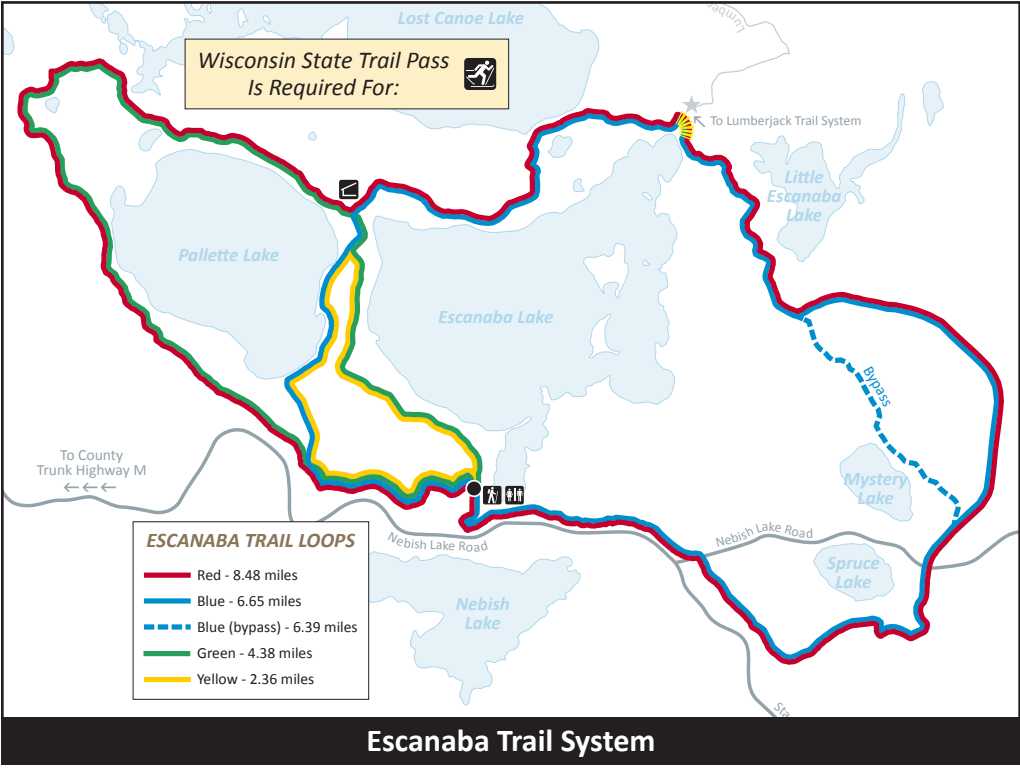 Lost Canoe Lake
Wisconsin State Trail Pass
Is Required For:
To Lumberjack Trail System
Little
Escanaba
Lake
Pallette Lake
Escanaba Lake
Bypass
To County
Trunk Highway M
Mystery
Lake
Nebish Lake Road
Nebish Lake Road
Spruce
Lake
Nebish
Lake
ESCANABA TRAIL LOOPS
Red - 8.48 miles
Blue - 6.65 miles
Blue (bypass) - 6.39 miles
Green - 4.38 miles
Yellow - 2.36 miles
Escanaba Trail System